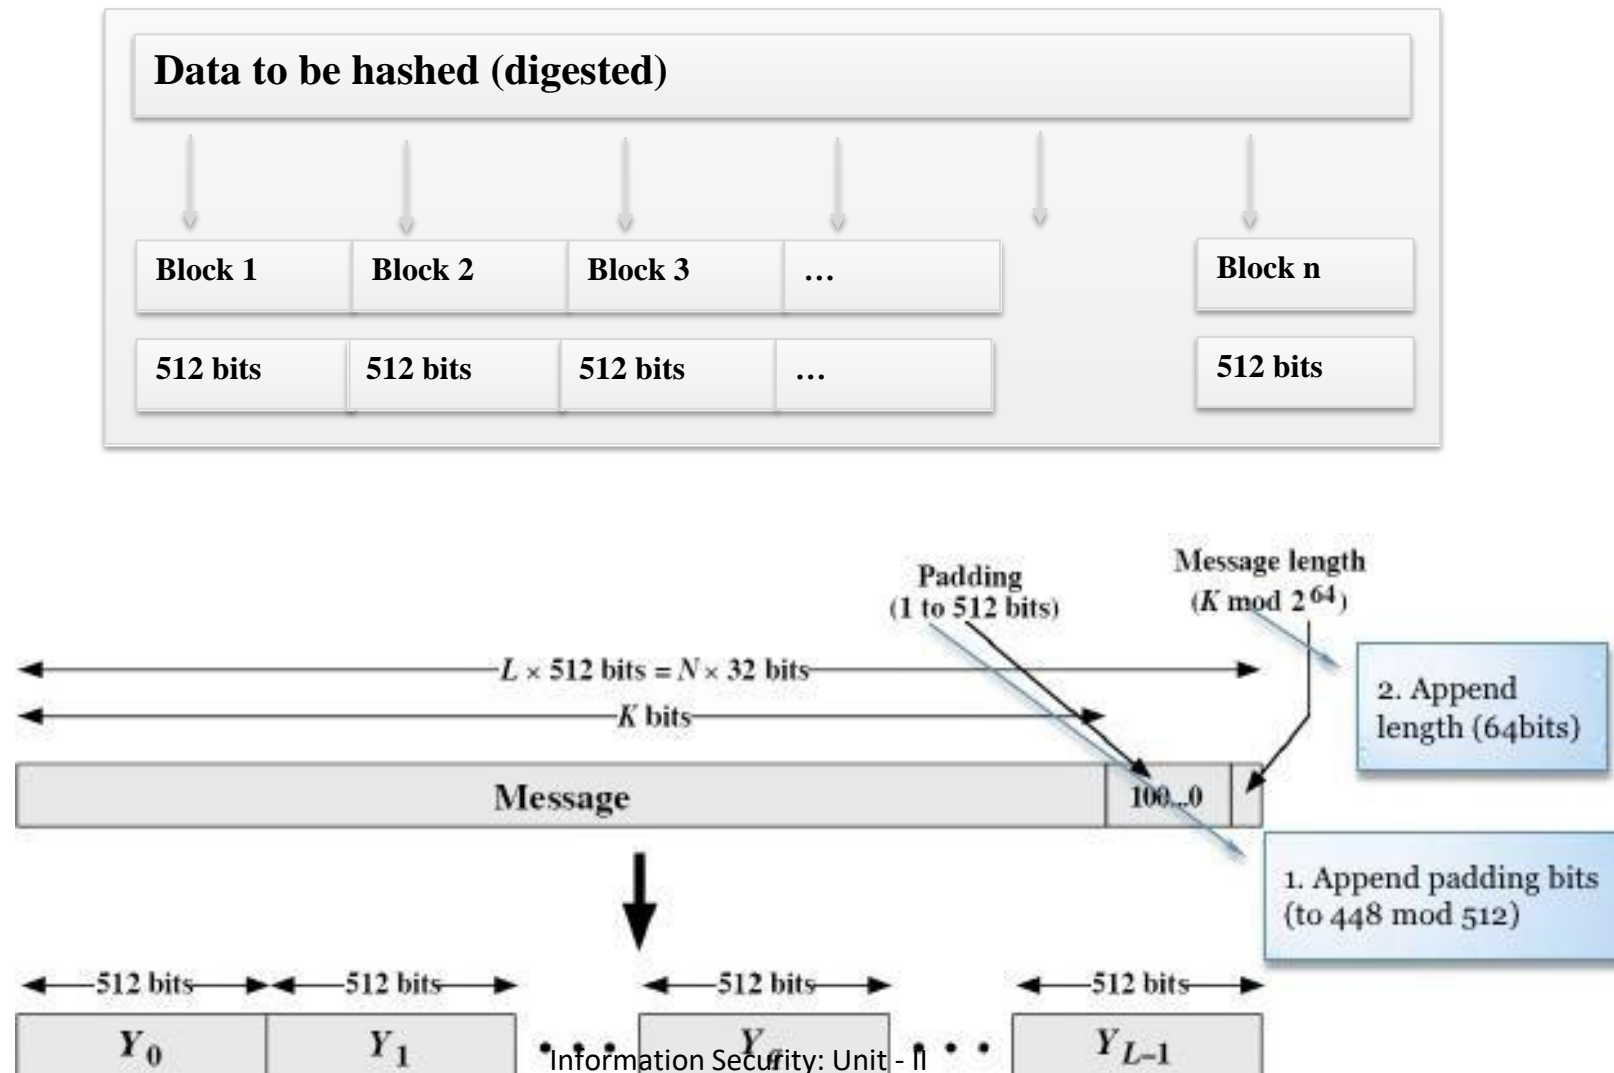 Data to be hashed (digested)
Block 1 Block 2 Block 3 … Block n
512 bits 512 bits 512 bits … 512 bits
Padding
(1 to 512 bits)
Message length
(K mod 2^64)
L × 512 bits = N × 32 bits
K bits
2. Append
length (64bits)
Message 100...0
1. Append padding bits
(to 448 mod 512)
512 bits 512 bits 512 bits 512 bits
Y0 Y1 • • • Yq • • • YL–1
Information Security: Unit - II